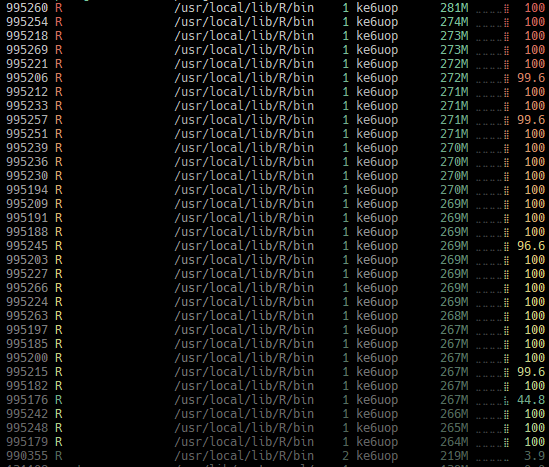 995260 R /usr/local/lib/R/bin 1 ke6uop 281M 100
995254 R /usr/local/lib/R/bin 1 ke6uop 274M 100
995218 R /usr/local/lib/R/bin 1 ke6uop 273M 100
995269 R /usr/local/lib/R/bin 1 ke6uop 273M 100
995221 R /usr/local/lib/R/bin 1 ke6uop 272M 100
995206 R /usr/local/lib/R/bin 1 ke6uop 272M 99.6
995212 R /usr/local/lib/R/bin 1 ke6uop 271M 100
995233 R /usr/local/lib/R/bin 1 ke6uop 271M 100
995257 R /usr/local/lib/R/bin 1 ke6uop 271M 99.6
995251 R /usr/local/lib/R/bin 1 ke6uop 271M 100
995239 R /usr/local/lib/R/bin 1 ke6uop 270M 100
995236 R /usr/local/lib/R/bin 1 ke6uop 270M 100
995230 R /usr/local/lib/R/bin 1 ke6uop 270M 100
995194 R /usr/local/lib/R/bin 1 ke6uop 270M 100
995209 R /usr/local/lib/R/bin 1 ke6uop 269M 100
995191 R /usr/local/lib/R/bin 1 ke6uop 269M 100
995188 R /usr/local/lib/R/bin 1 ke6uop 269M 100
995245 R /usr/local/lib/R/bin 1 ke6uop 269M 96.6
995203 R /usr/local/lib/R/bin 1 ke6uop 269M 100
995227 R /usr/local/lib/R/bin 1 ke6uop 269M 100
995266 R /usr/local/lib/R/bin 1 ke6uop 269M 100
995224 R /usr/local/lib/R/bin 1 ke6uop 269M 100
995263 R /usr/local/lib/R/bin 1 ke6uop 268M 100
995197 R /usr/local/lib/R/bin 1 ke6uop 267M 100
995185 R /usr/local/lib/R/bin 1 ke6uop 267M 100
995200 R /usr/local/lib/R/bin 1 ke6uop 267M 100
995215 R /usr/local/lib/R/bin 1 ke6uop 267M 99.6
995182 R /usr/local/lib/R/bin 1 ke6uop 267M 100
995176 R /usr/local/lib/R/bin 1 ke6uop 267M 44.8
995242 R /usr/local/lib/R/bin 1 ke6uop 266M 100
995248 R /usr/local/lib/R/bin 1 ke6uop 265M 100
995179 R /usr/local/lib/R/bin 1 ke6uop 264M 100
990355 R /usr/local/lib/R/bin 2 ke6uop 219M 3.9